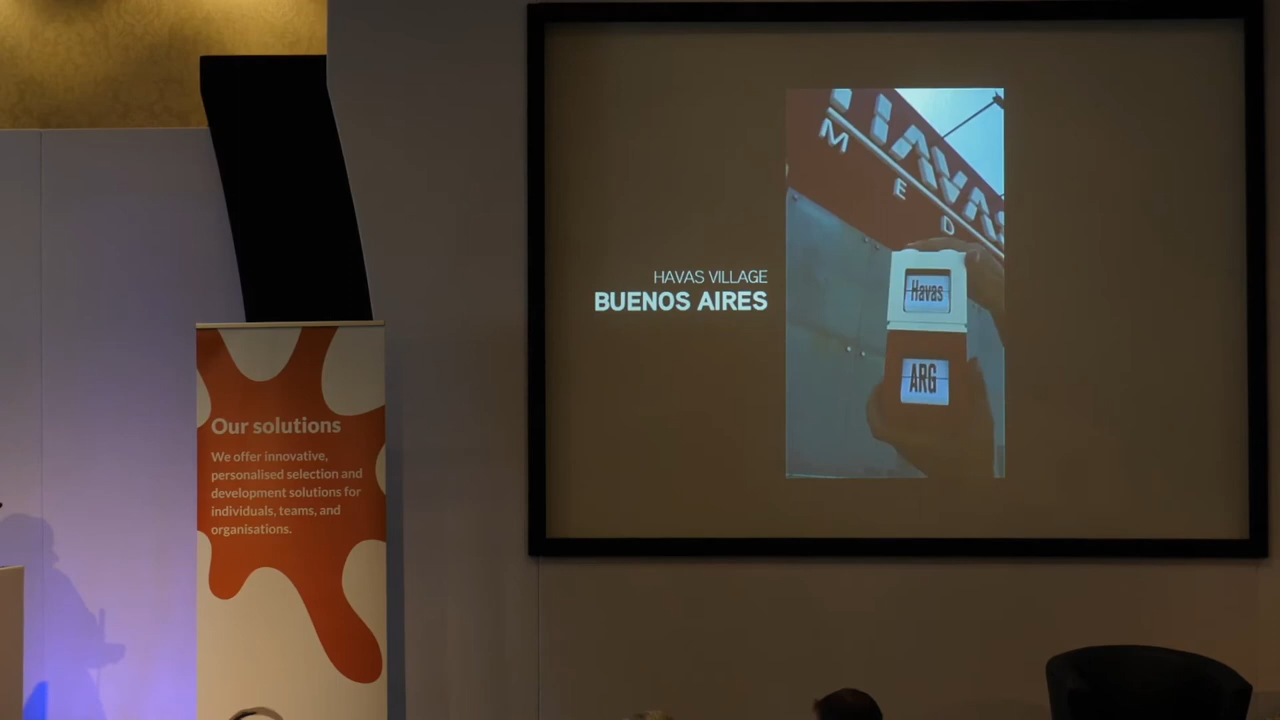 Our solutions
We offer innovative,
personalised selection and
development solutions for
individuals, teams, and
organisations.
HAVAS VILLAGE
BUENOS AIRES
HAVAS
M E D
Havas
ARG